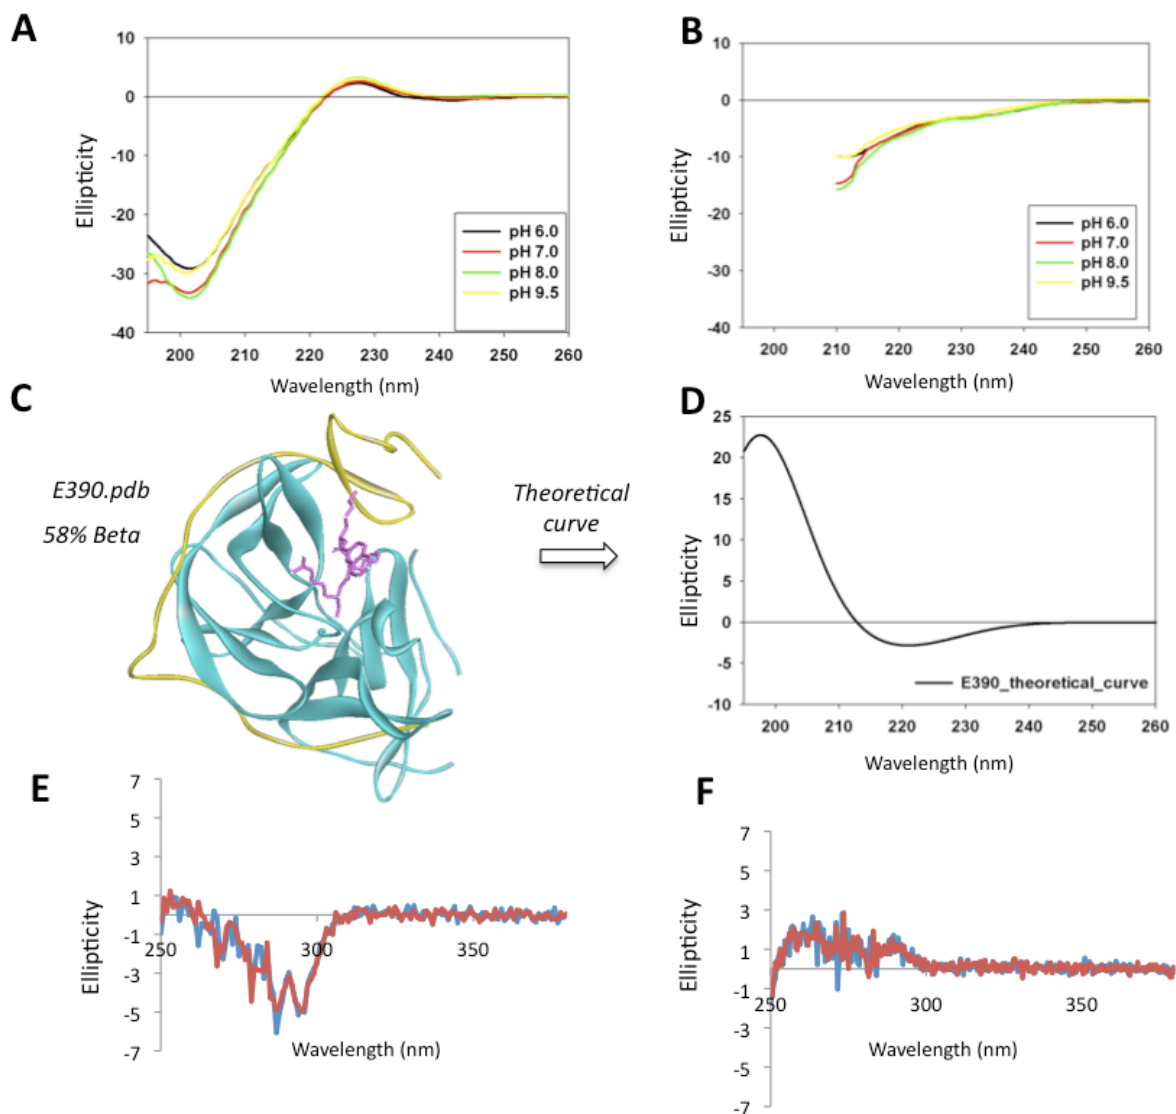 A
10
0
-10
-20
-30
-40
Ellipticity
200 210 220 230 240 250 260
Wavelength (nm)
pH 6.0
pH 7.0
pH 8.0
pH 9.5
B
10
0
-10
-20
-30
-40
Ellipticity
200 210 220 230 240 250 260
Wavelength (nm)
pH 6.0
pH 7.0
pH 8.0
pH 9.5
C
E390.pdb
58% Beta
Theoretical
curve
D
25
20
15
10
5
0
-5
-10
Ellipticity
E390_theoretical_curve
200 210 220 230 240 250 260
Wavelength (nm)
E
7
5
3
1
-1
-3
-5
-7
Ellipticity
250 300 350
Wavelength (nm)
F
7
5
3
1
-1
-3
-5
-7
Ellipticity
250 300 350
Wavelength (nm)